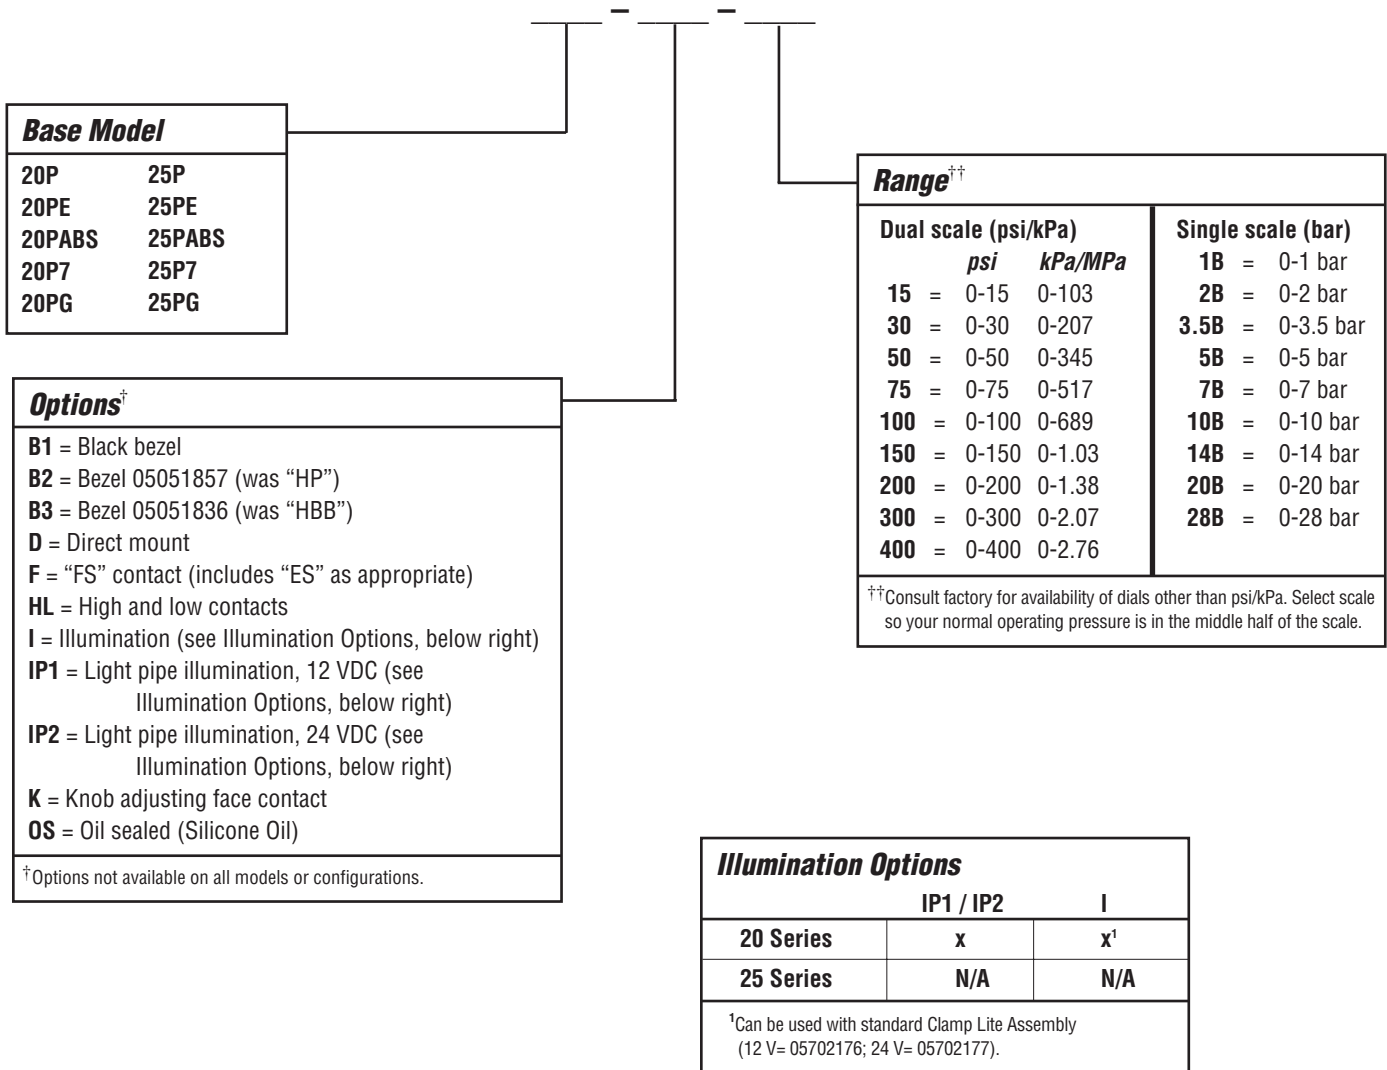 ____ – ____ – ____
Base Model
20P 25P
20PE 25PE
20PABS 25PABS
20P7 25P7
20PG 25PG
Options†
B1 = Black bezel
B2 = Bezel 05051857 (was “HP”)
B3 = Bezel 05051836 (was “HBB”)
D = Direct mount
F = “FS” contact (includes “ES” as appropriate)
HL = High and low contacts
I = Illumination (see Illumination Options, below right)
IP1 = Light pipe illumination, 12 VDC (see
Illumination Options, below right)
IP2 = Light pipe illumination, 24 VDC (see
Illumination Options, below right)
K = Knob adjusting face contact
OS = Oil sealed (Silicone Oil)
†Options not available on all models or configurations.
Range††
Dual scale (psi/kPa)
psi kPa/MPa
15 = 0-15 0-103
30 = 0-30 0-207
50 = 0-50 0-345
75 = 0-75 0-517
100 = 0-100 0-689
150 = 0-150 0-1.03
200 = 0-200 0-1.38
300 = 0-300 0-2.07
400 = 0-400 0-2.76
Single scale (bar)
1B = 0-1 bar
2B = 0-2 bar
3.5B = 0-3.5 bar
5B = 0-5 bar
7B = 0-7 bar
10B = 0-10 bar
14B = 0-14 bar
20B = 0-20 bar
28B = 0-28 bar
††Consult factory for availability of dials other than psi/kPa. Select scale
so your normal operating pressure is in the middle half of the scale.
Illumination Options
IP1 / IP2 I
20 Series x x¹
25 Series N/A N/A
¹Can be used with standard Clamp Lite Assembly
(12 V= 05702176; 24 V= 05702177).